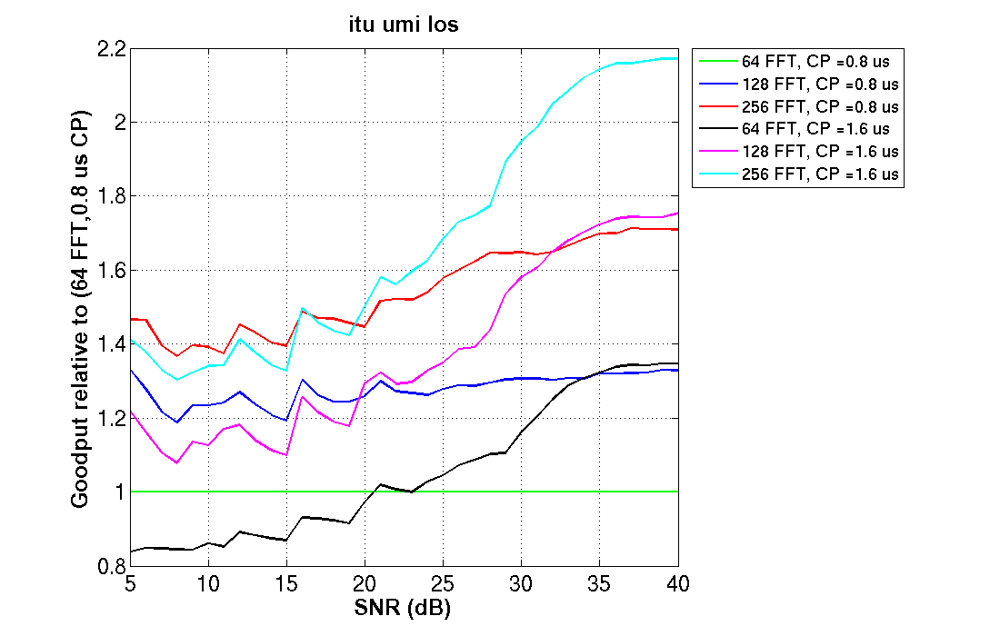 itu umi los
2.2
2
1.8
1.6
1.4
1.2
1
0.8
Goodput relative to (64 FFT,0.8 us CP)
5
10
15
20
25
30
35
40
SNR (dB)
64 FFT, CP =0.8 us
128 FFT, CP =0.8 us
256 FFT, CP =0.8 us
64 FFT, CP =1.6 us
128 FFT, CP =1.6 us
256 FFT, CP =1.6 us